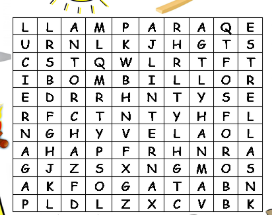 L L A M P A R A Q E
U R N L K J H G T S
C S T Q W L R T F T
I B O M B I L L O R
E D R R H N T Y S E
R F C T N T Y H F L
N G H Y V E L A O L
A H A P F R H N R A
G J Z S X N G M O S
A K F O G A T A B N
P L D L Z X C V B K